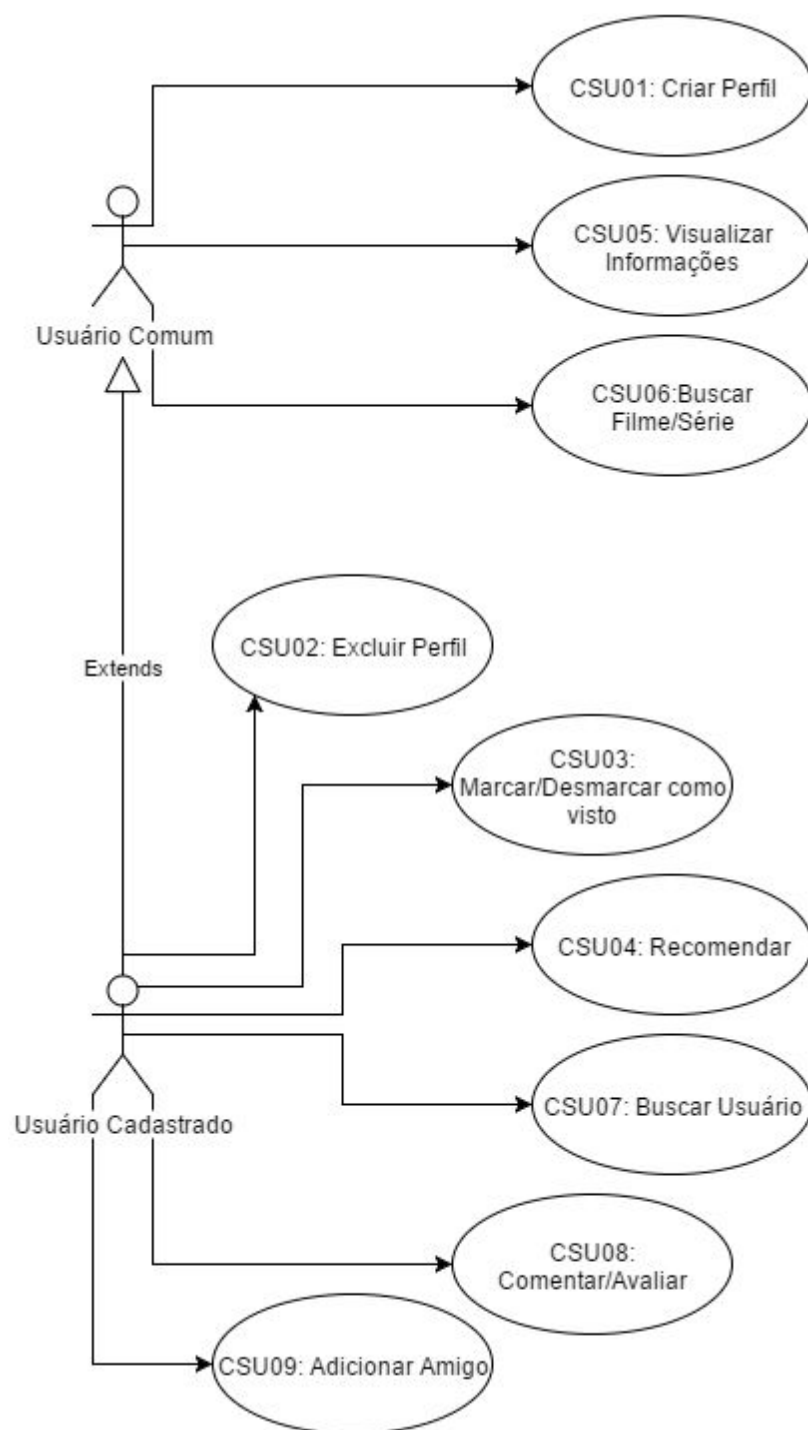 CSU01: Criar Perfil
CSU05: Visualizar
Informações
Usuário Comum
CSU06:Buscar
Filme/Série
CSU02: Excluir Perfil
Extends
CSU03:
Marcar/Desmarcar como
visto
CSU04: Recomendar
CSU07: Buscar Usuário
Usuário Cadastrado
CSU08:
Comentar/Avaliar
CSU09: Adicionar Amigo